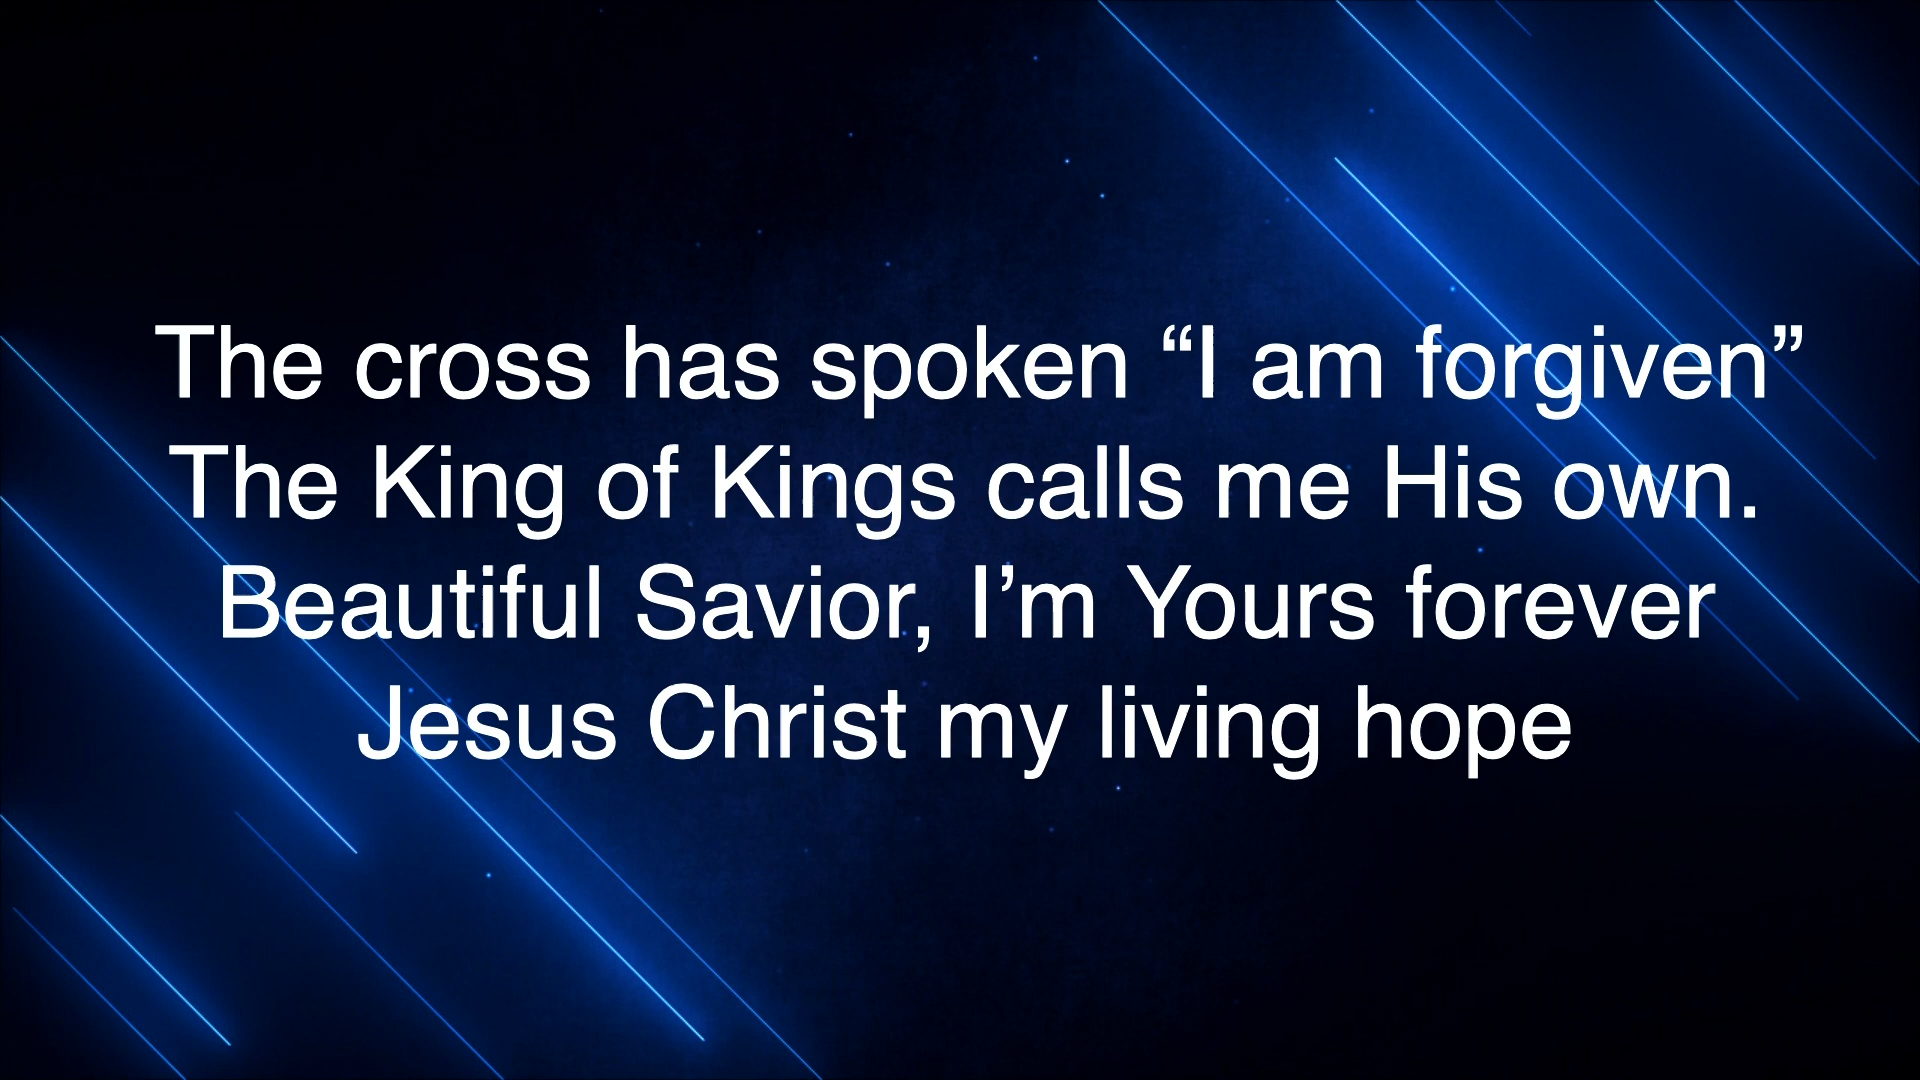 The cross has spoken “I am forgiven”
The King of Kings calls me His own.
Beautiful Savior, I’m Yours forever
Jesus Christ my living hope